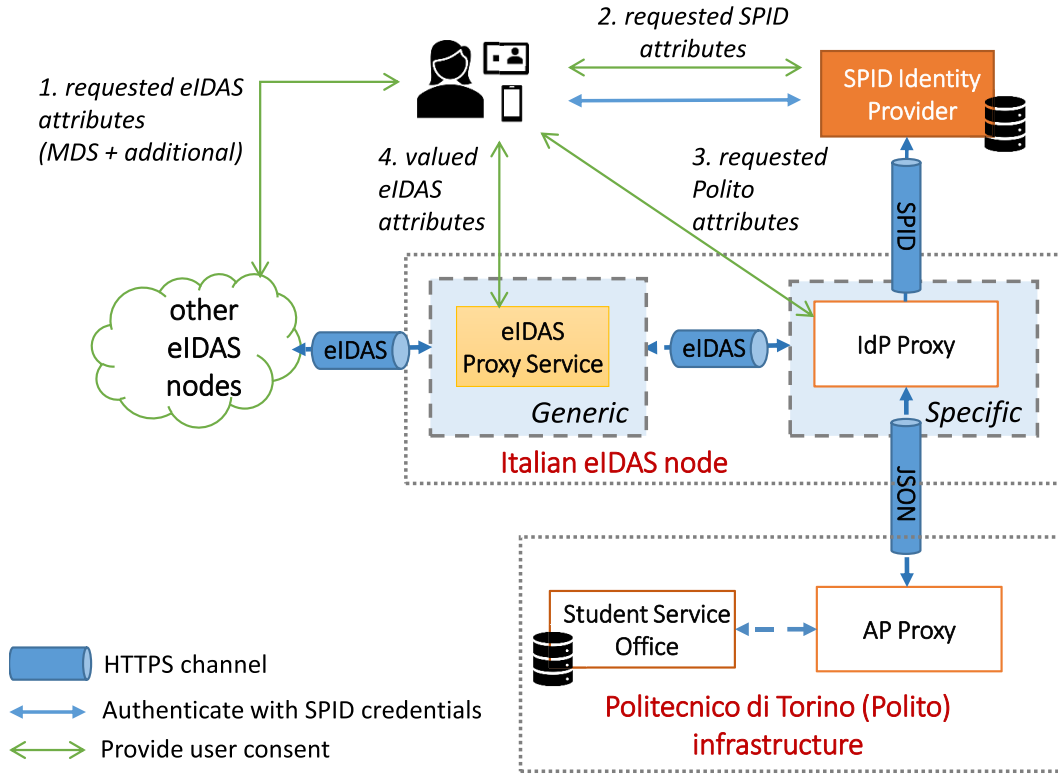 2. requested SPID
attributes
1. requested eIDAS
attributes
(MDS + additional)
SPID Identity
Provider
4. valued
eIDAS
attributes
3. requested
Polito
attributes
SPID
other
eIDAS
nodes
eIDAS
eIDAS
Proxy Service
eIDAS
IdP Proxy
Generic
Specific
Italian eIDAS node
JSON
Student Service
Office
AP Proxy
HTTPS channel
Authenticate with SPID credentials
Provide user consent
Politecnico di Torino (Polito)
infrastructure